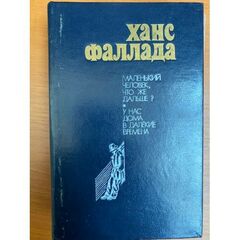 ХАНС
ФАЛЛАДА
МАЛЕНЬКИЙ
ЧЕЛОВЕК,
ЧТО ЖЕ
ДАЛЬШЕ?
У НАС
ДОМА
В ДАЛЕКИЕ
ВРЕМЕНА